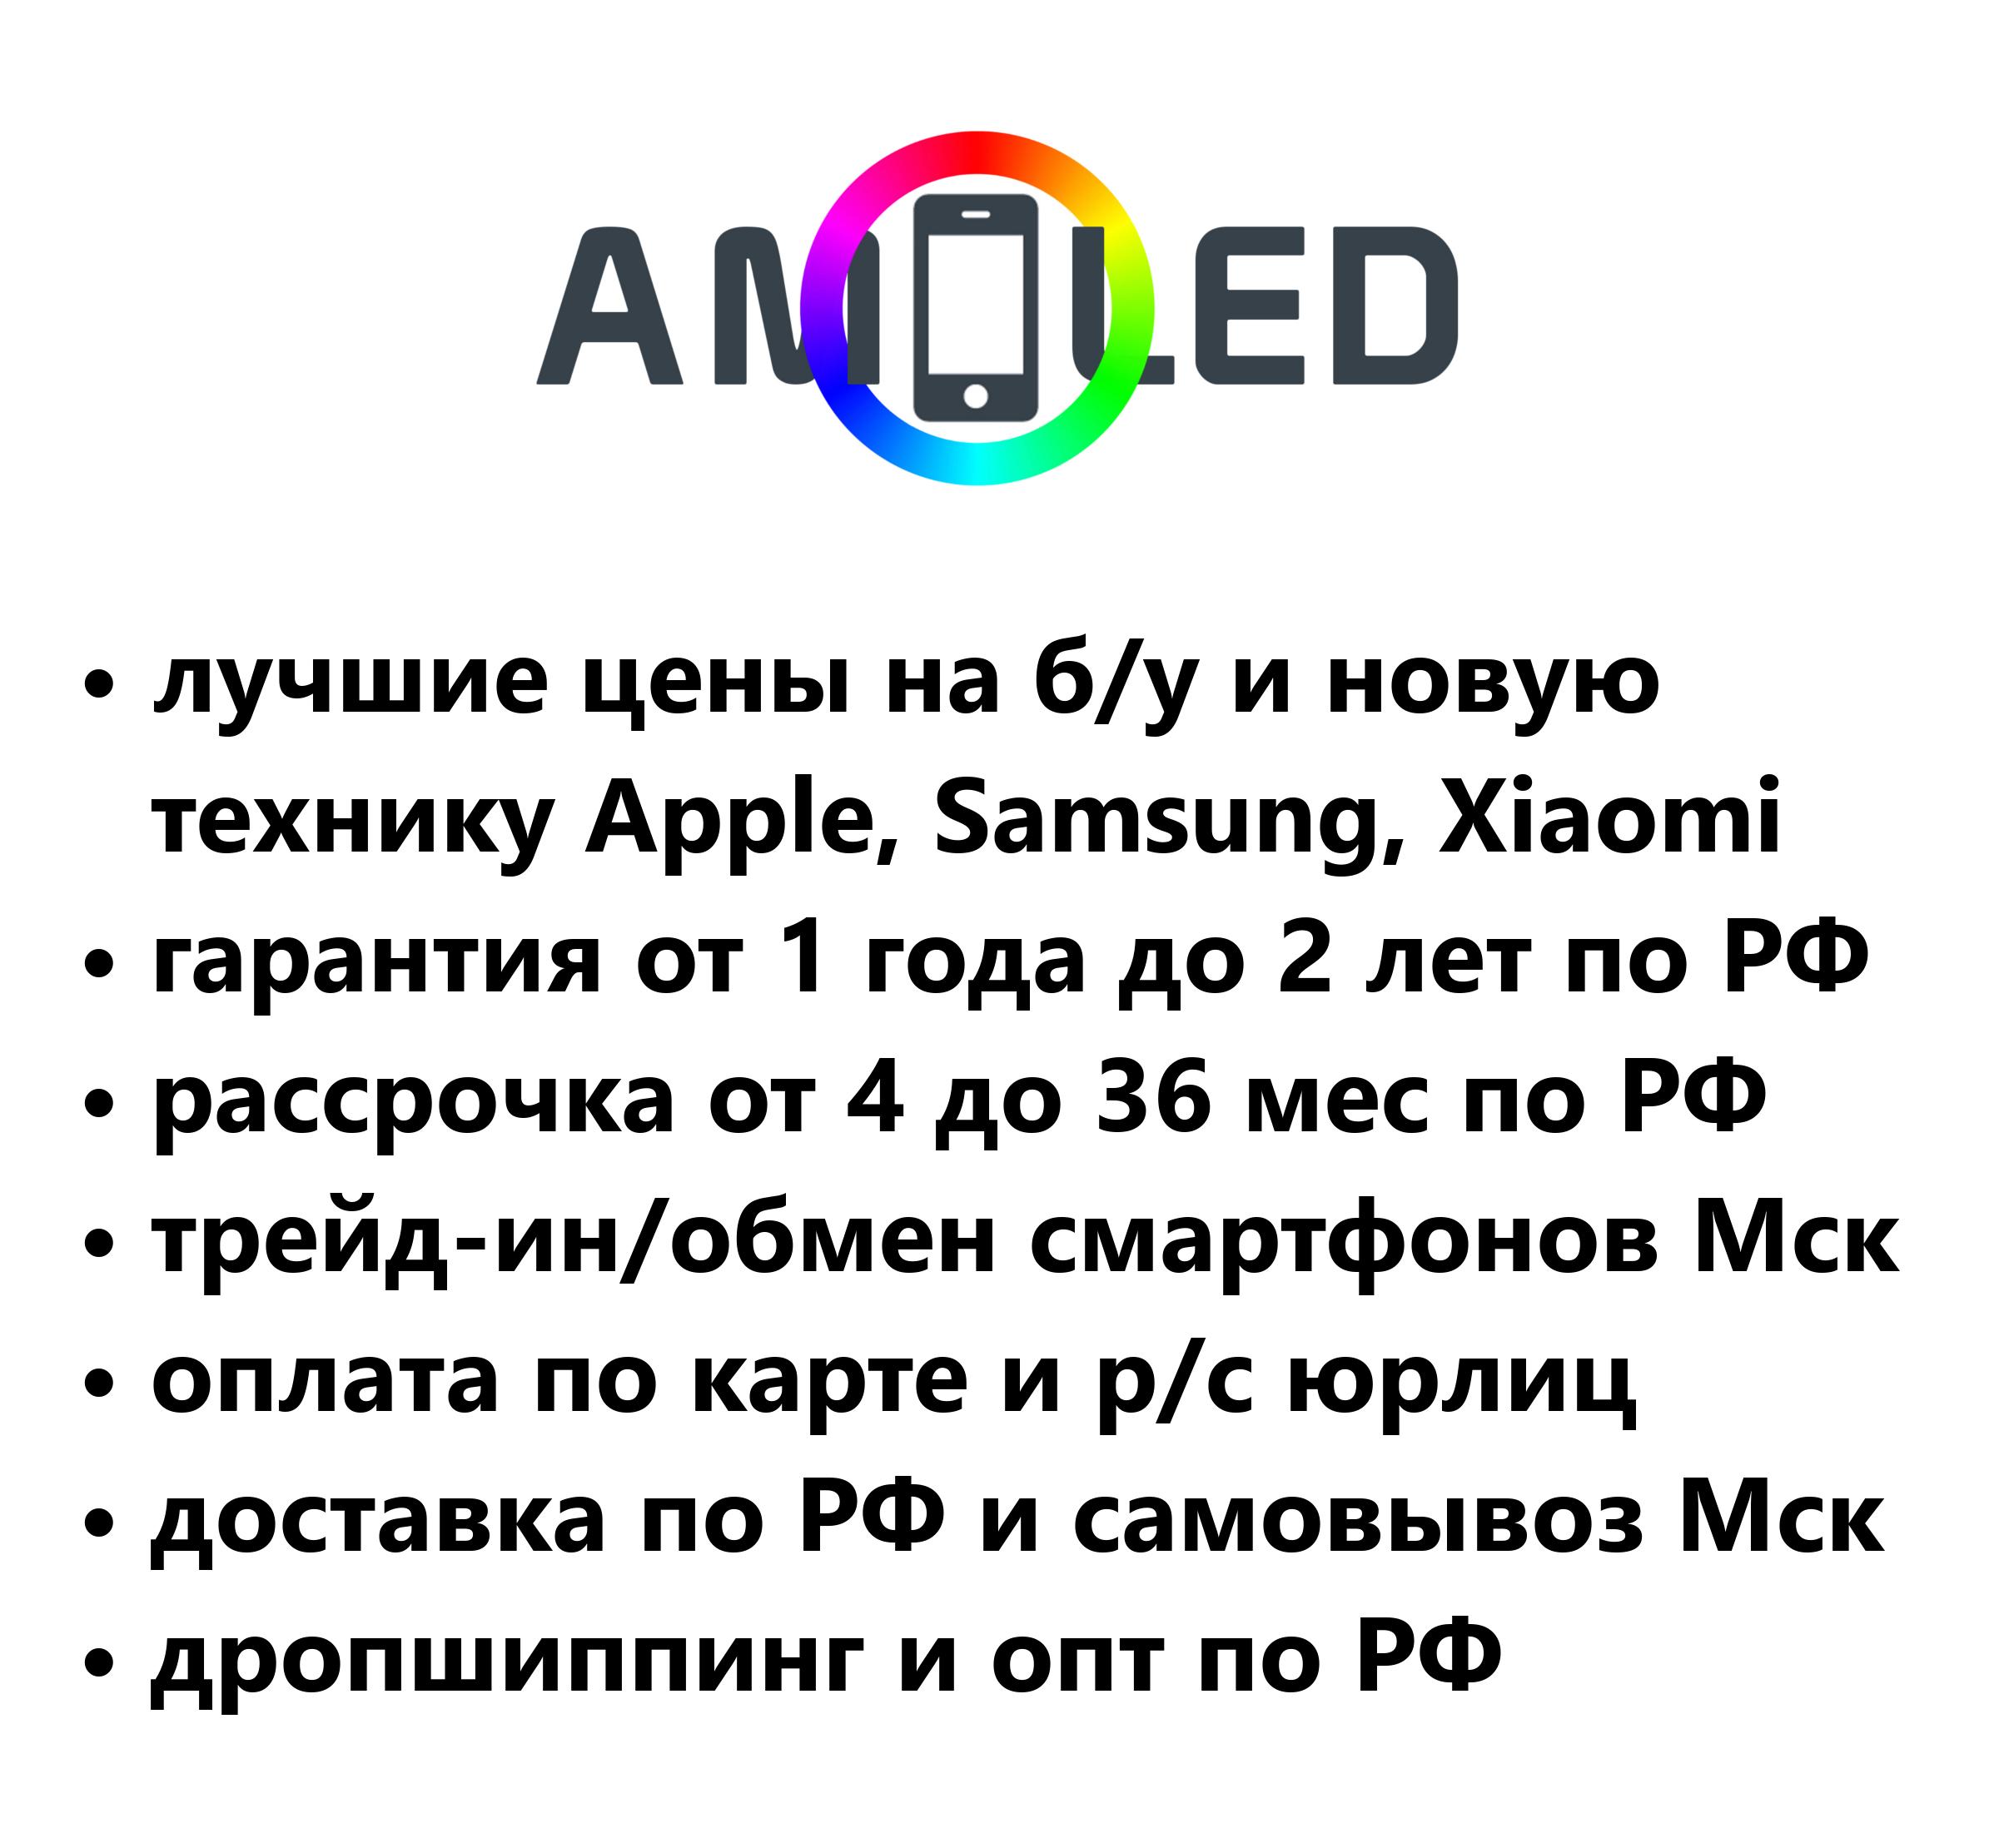 AMOLED
• лучшие цены на б/у и новую
технику Apple, Samsung, Xiaomi
• гарантия от 1 года до 2 лет по РФ
• рассрочка от 4 до 36 мес по РФ
• трейд-ин/обмен смартфонов Мск
• оплата по карте и р/с юрлиц
• доставка по РФ и самовывоз Мск
• дропшиппинг и опт по РФ